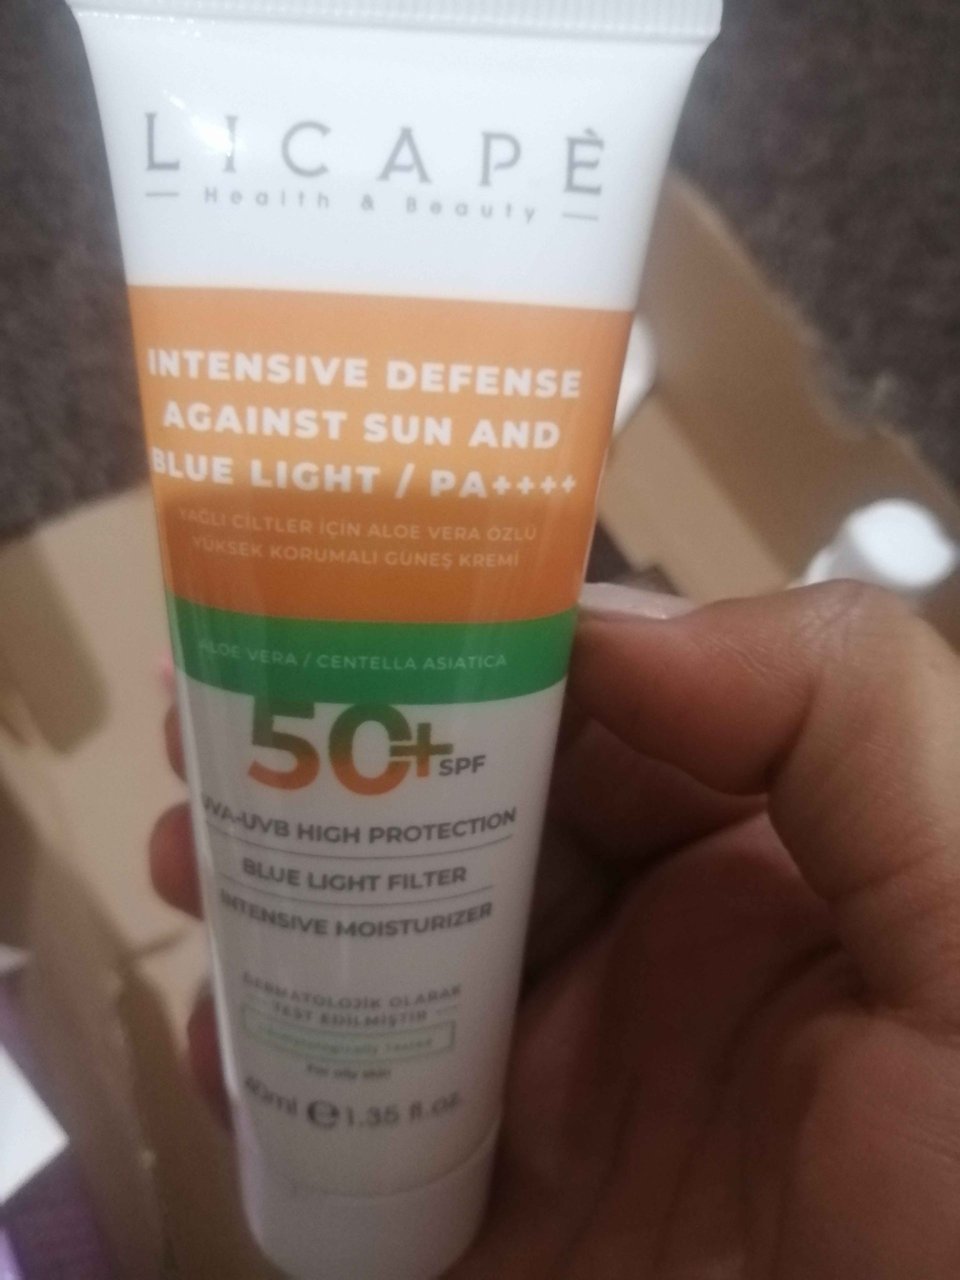 LICAPÈ
Health & Beauty
INTENSIVE DEFENSE
AGAINST SUN AND
BLUE LIGHT / PA++++
YAĞLI CİLTLER İÇİN ALOE VERA ÖZLÜ
YÜKSEK KORUMALI GÜNEŞ KREMİ
ALOE VERA / CENTELLA ASIATICA
50+ SPF
UVA-UVB HIGH PROTECTION
BLUE LIGHT FILTER
INTENSIVE MOISTURIZER
DERMATOLOJİK OLARAK
TEST EDİLMİŞTİR
Dermatologically Tested
For oily skin
40ml e 1.35 fl.oz.